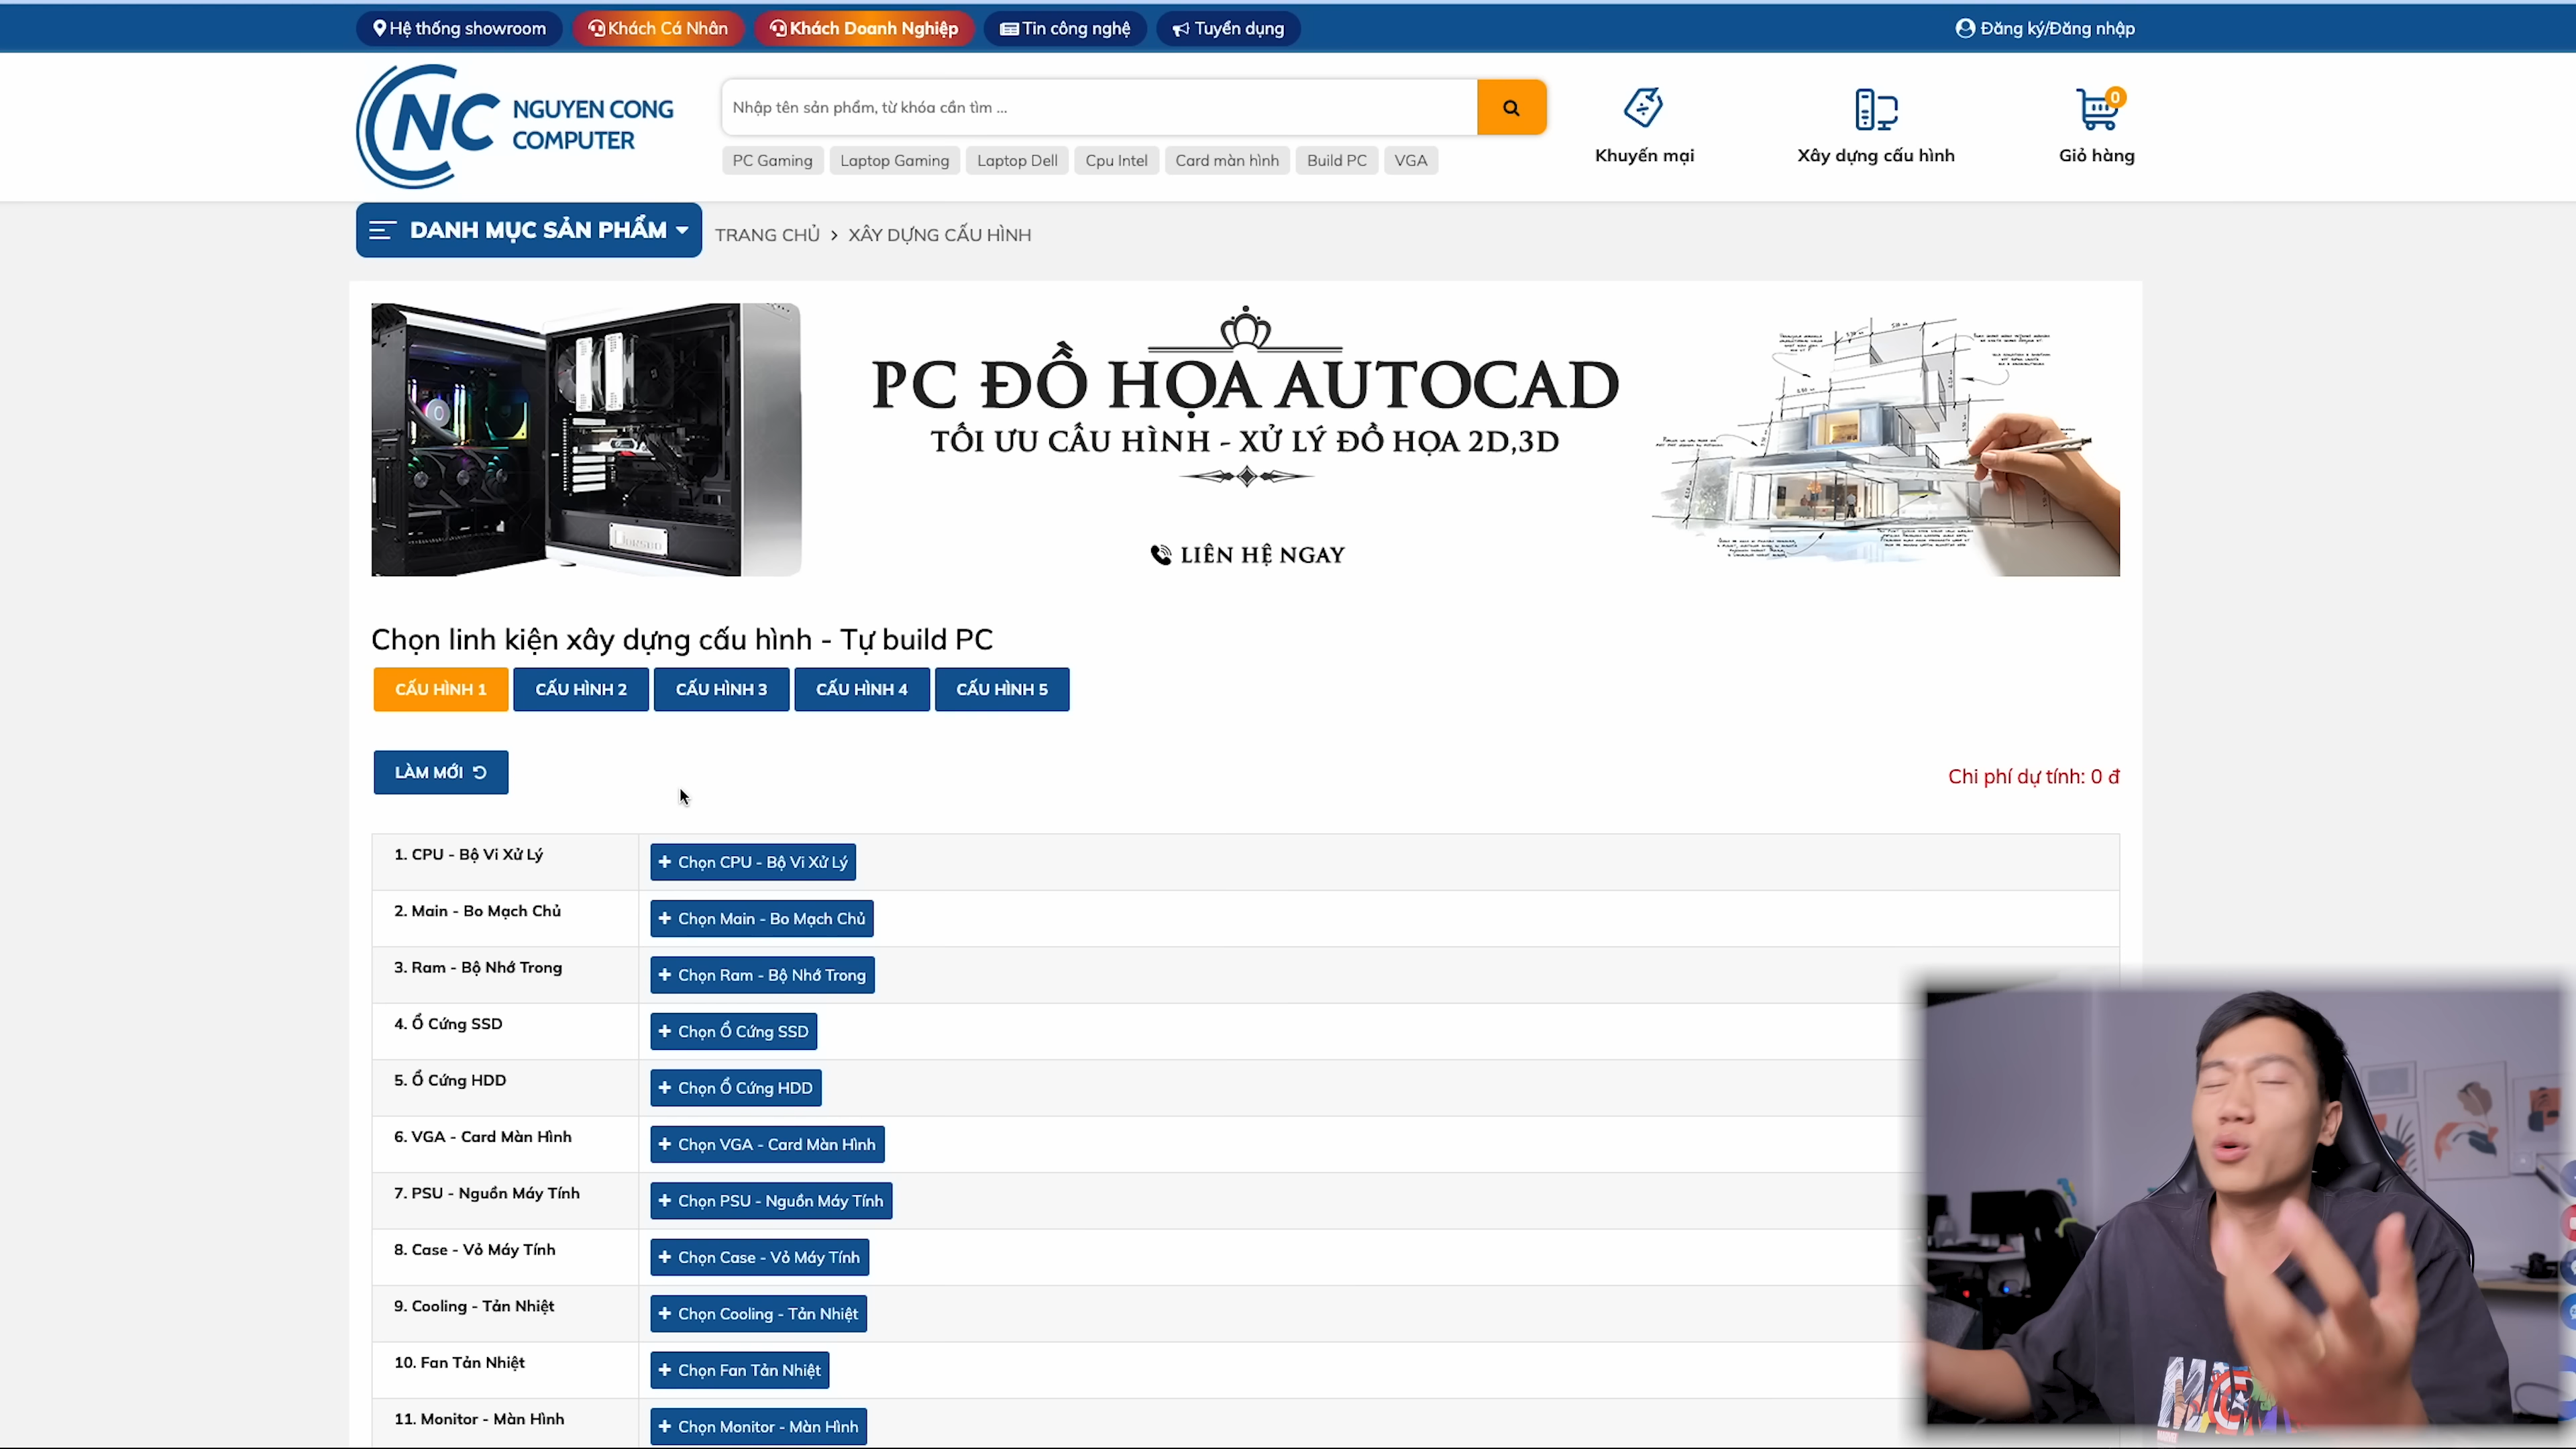 Hệ thống showroom
Khách Cá Nhân
Khách Doanh Nghiệp
Tin công nghệ
Tuyển dụng
Đăng ký/Đăng nhập
NC
NGUYEN CONG
COMPUTER
Nhập tên sản phẩm, từ khóa cần tìm ...
PC Gaming
Laptop Gaming
Laptop Dell
Cpu Intel
Card màn hình
Build PC
VGA
Khuyến mại
Xây dựng cấu hình
0
Giỏ hàng
DANH MỤC SẢN PHẨM
TRANG CHỦ > XÂY DỰNG CẤU HÌNH
PC ĐỒ HỌA AUTOCAD
TỐI ƯU CẤU HÌNH - XỬ LÝ ĐỒ HỌA 2D,3D
LIÊN HỆ NGAY
Chọn linh kiện xây dựng cấu hình - Tự build PC
CẤU HÌNH 1
CẤU HÌNH 2
CẤU HÌNH 3
CẤU HÌNH 4
CẤU HÌNH 5
LÀM MỚI
Chi phí dự tính: 0 đ
1. CPU - Bộ Vi Xử Lý
+ Chọn CPU - Bộ Vi Xử Lý
2. Main - Bo Mạch Chủ
+ Chọn Main - Bo Mạch Chủ
3. Ram - Bộ Nhớ Trong
+ Chọn Ram - Bộ Nhớ Trong
4. Ổ Cứng SSD
+ Chọn Ổ Cứng SSD
5. Ổ Cứng HDD
+ Chọn Ổ Cứng HDD
6. VGA - Card Màn Hình
+ Chọn VGA - Card Màn Hình
7. PSU - Nguồn Máy Tính
+ Chọn PSU - Nguồn Máy Tính
8. Case - Vỏ Máy Tính
+ Chọn Case - Vỏ Máy Tính
9. Cooling - Tản Nhiệt
+ Chọn Cooling - Tản Nhiệt
10. Fan Tản Nhiệt
+ Chọn Fan Tản Nhiệt
11. Monitor - Màn Hình
+ Chọn Monitor - Màn Hình